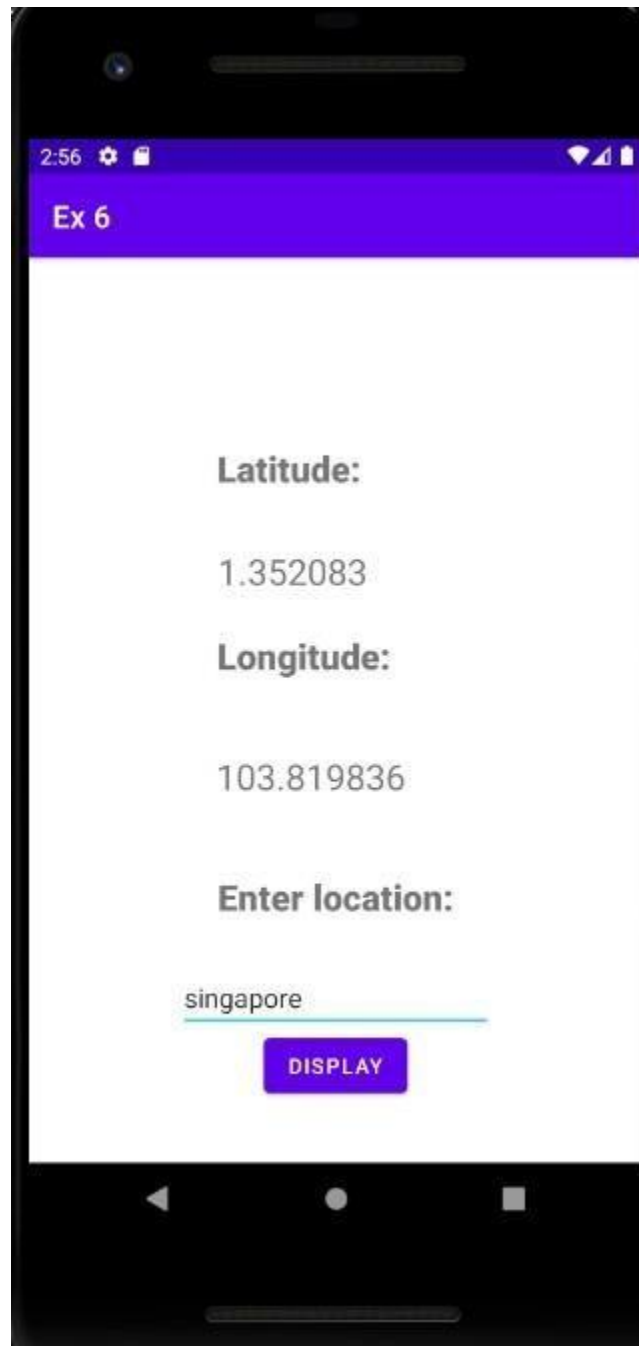 2:56
Ex 6
Latitude:
1.352083
Longitude:
103.819836
Enter location:
singapore
DISPLAY